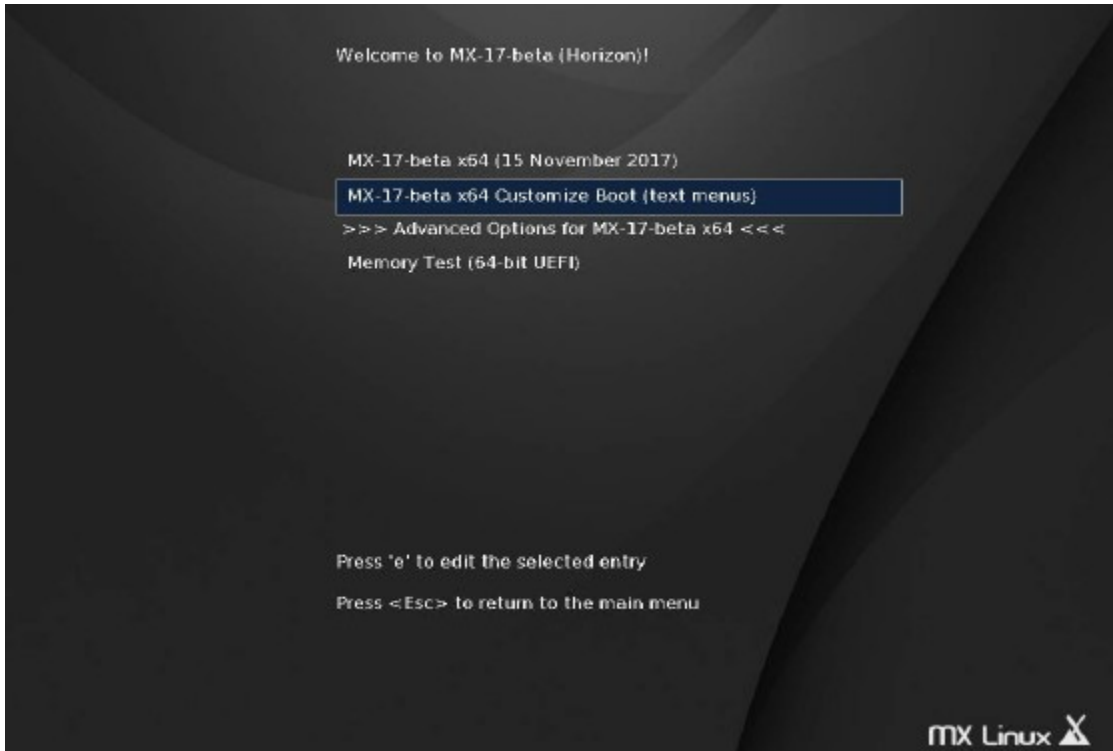 Welcome to MX-17-beta (Horizon)!
MX-17-beta x64 (15 November 2017)
MX-17-beta x64 Customize Boot (text menus)
>>> Advanced Options for MX-17-beta x64 <<<
Memory Test (64-bit UEFI)
Press 'e' to edit the selected entry
Press <Esc> to return to the main menu
MX Linux